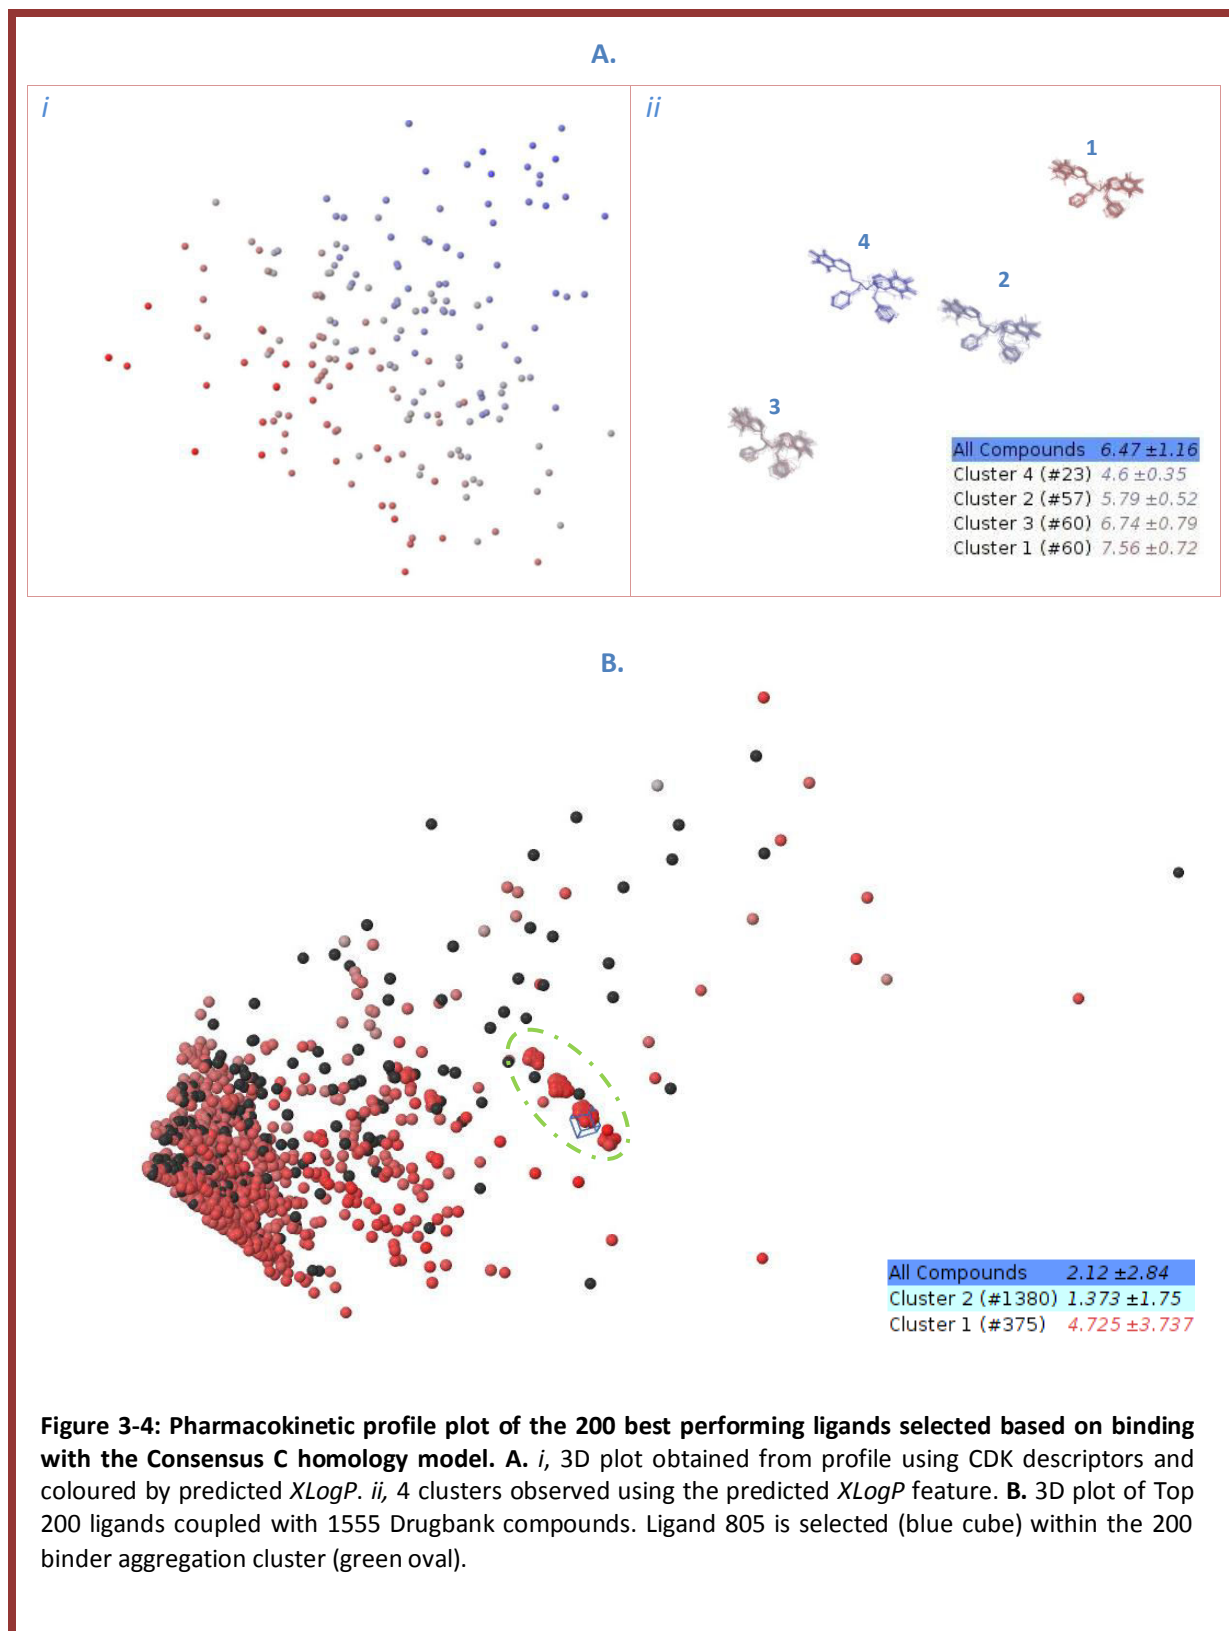 A.
i
ii
1
4
2
3
All Compounds 6.47 ±1.16
Cluster 4 (#23) 4.6 ±0.35
Cluster 2 (#57) 5.79 ±0.52
Cluster 3 (#60) 6.74 ±0.79
Cluster 1 (#60) 7.56 ±0.72
B.
All Compounds 2.12 ±2.84
Cluster 2 (#1380) 1.373 ±1.75
Cluster 1 (#375) 4.725 ±3.737
Figure 3-4: Pharmacokinetic profile plot of the 200 best performing ligands selected based on binding
with the Consensus C homology model. A. i, 3D plot obtained from profile using CDK descriptors and
coloured by predicted XLogP. ii, 4 clusters observed using the predicted XLogP feature. B. 3D plot of Top
200 ligands coupled with 1555 Drugbank compounds. Ligand 805 is selected (blue cube) within the 200
binder aggregation cluster (green oval).